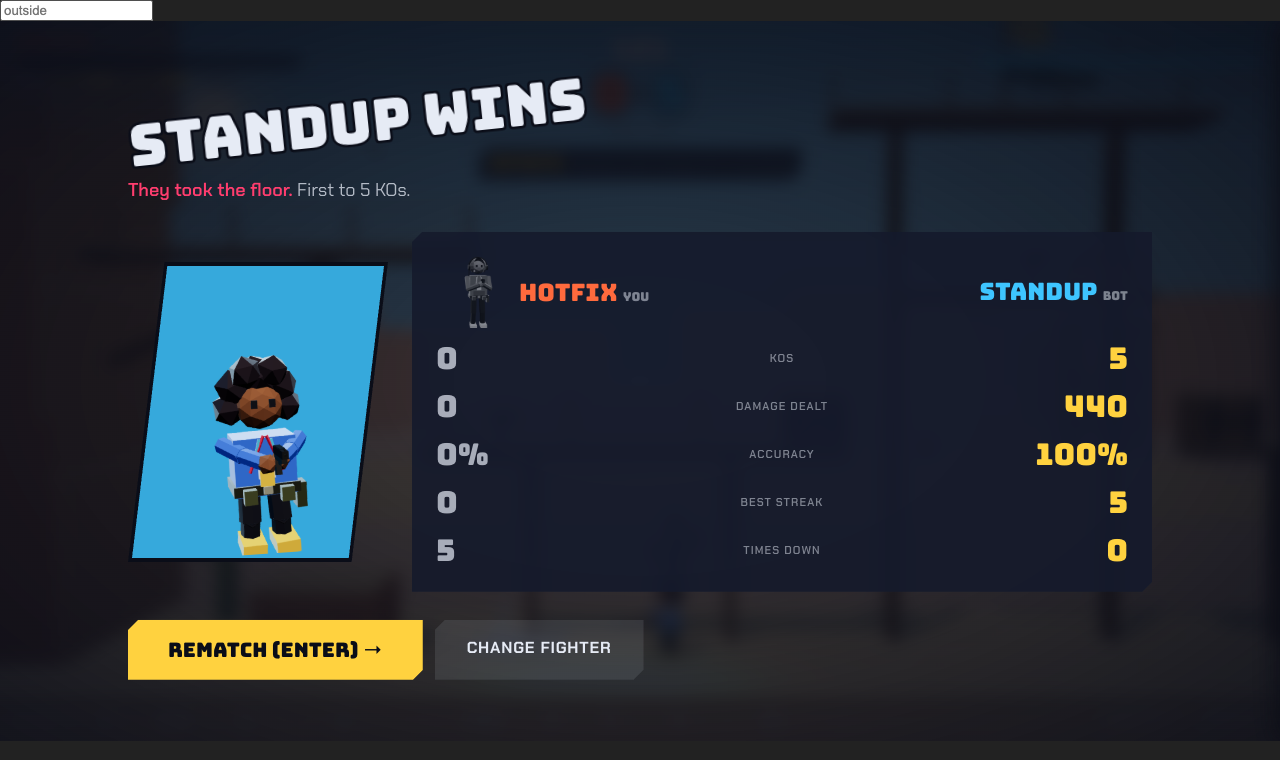 outside
STANDUP WINS
They took the floor. First to 5 KOs.
HOTFIX YOU
STANDUP BOT
0 KOS 5
0 DAMAGE DEALT 440
0% ACCURACY 100%
0 BEST STREAK 5
5 TIMES DOWN 0
REMATCH (ENTER) →
CHANGE FIGHTER